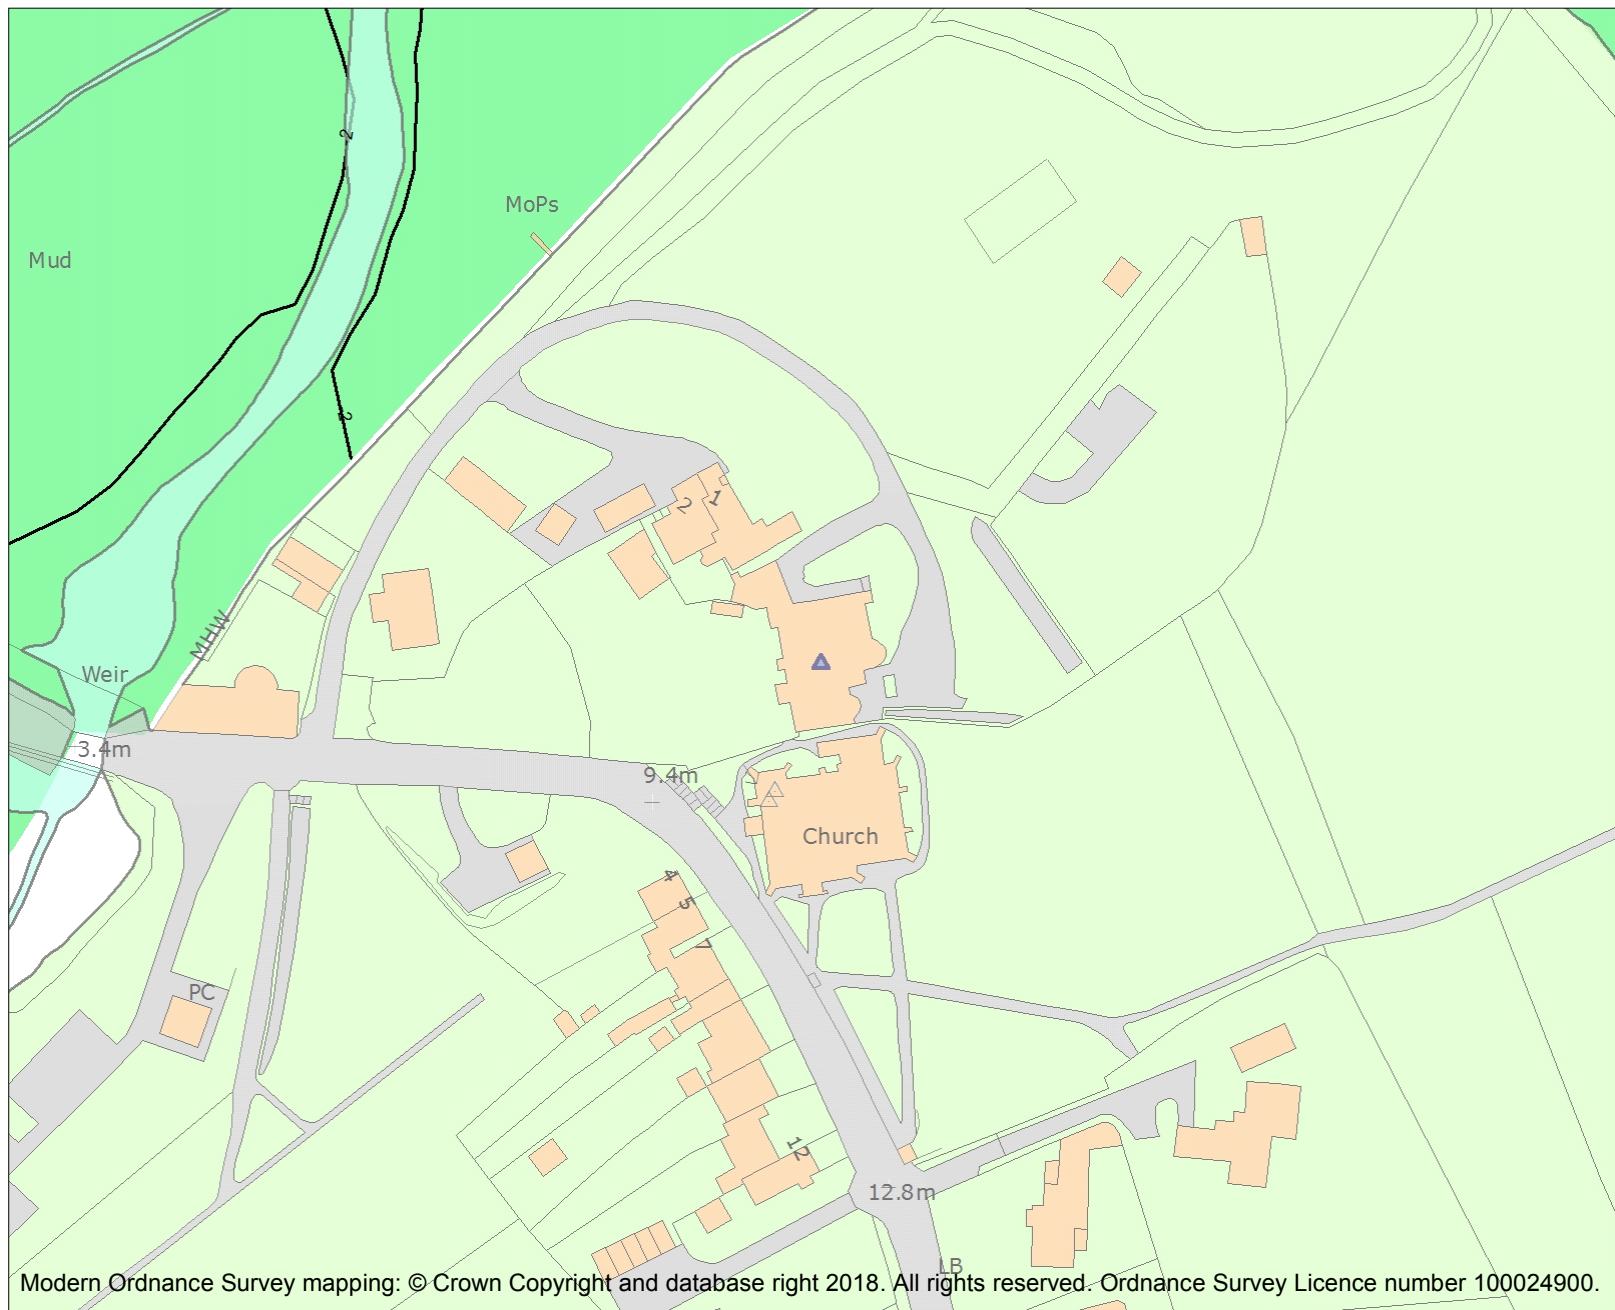 2
MoPs
Mud
2
2
1
MHW
Weir
3.4m
9.4m
Church
4
5
7
PC
12
12.8m
LB
Modern Ordnance Survey mapping: © Crown Copyright and database right 2018. All rights reserved. Ordnance Survey Licence number 100024900.